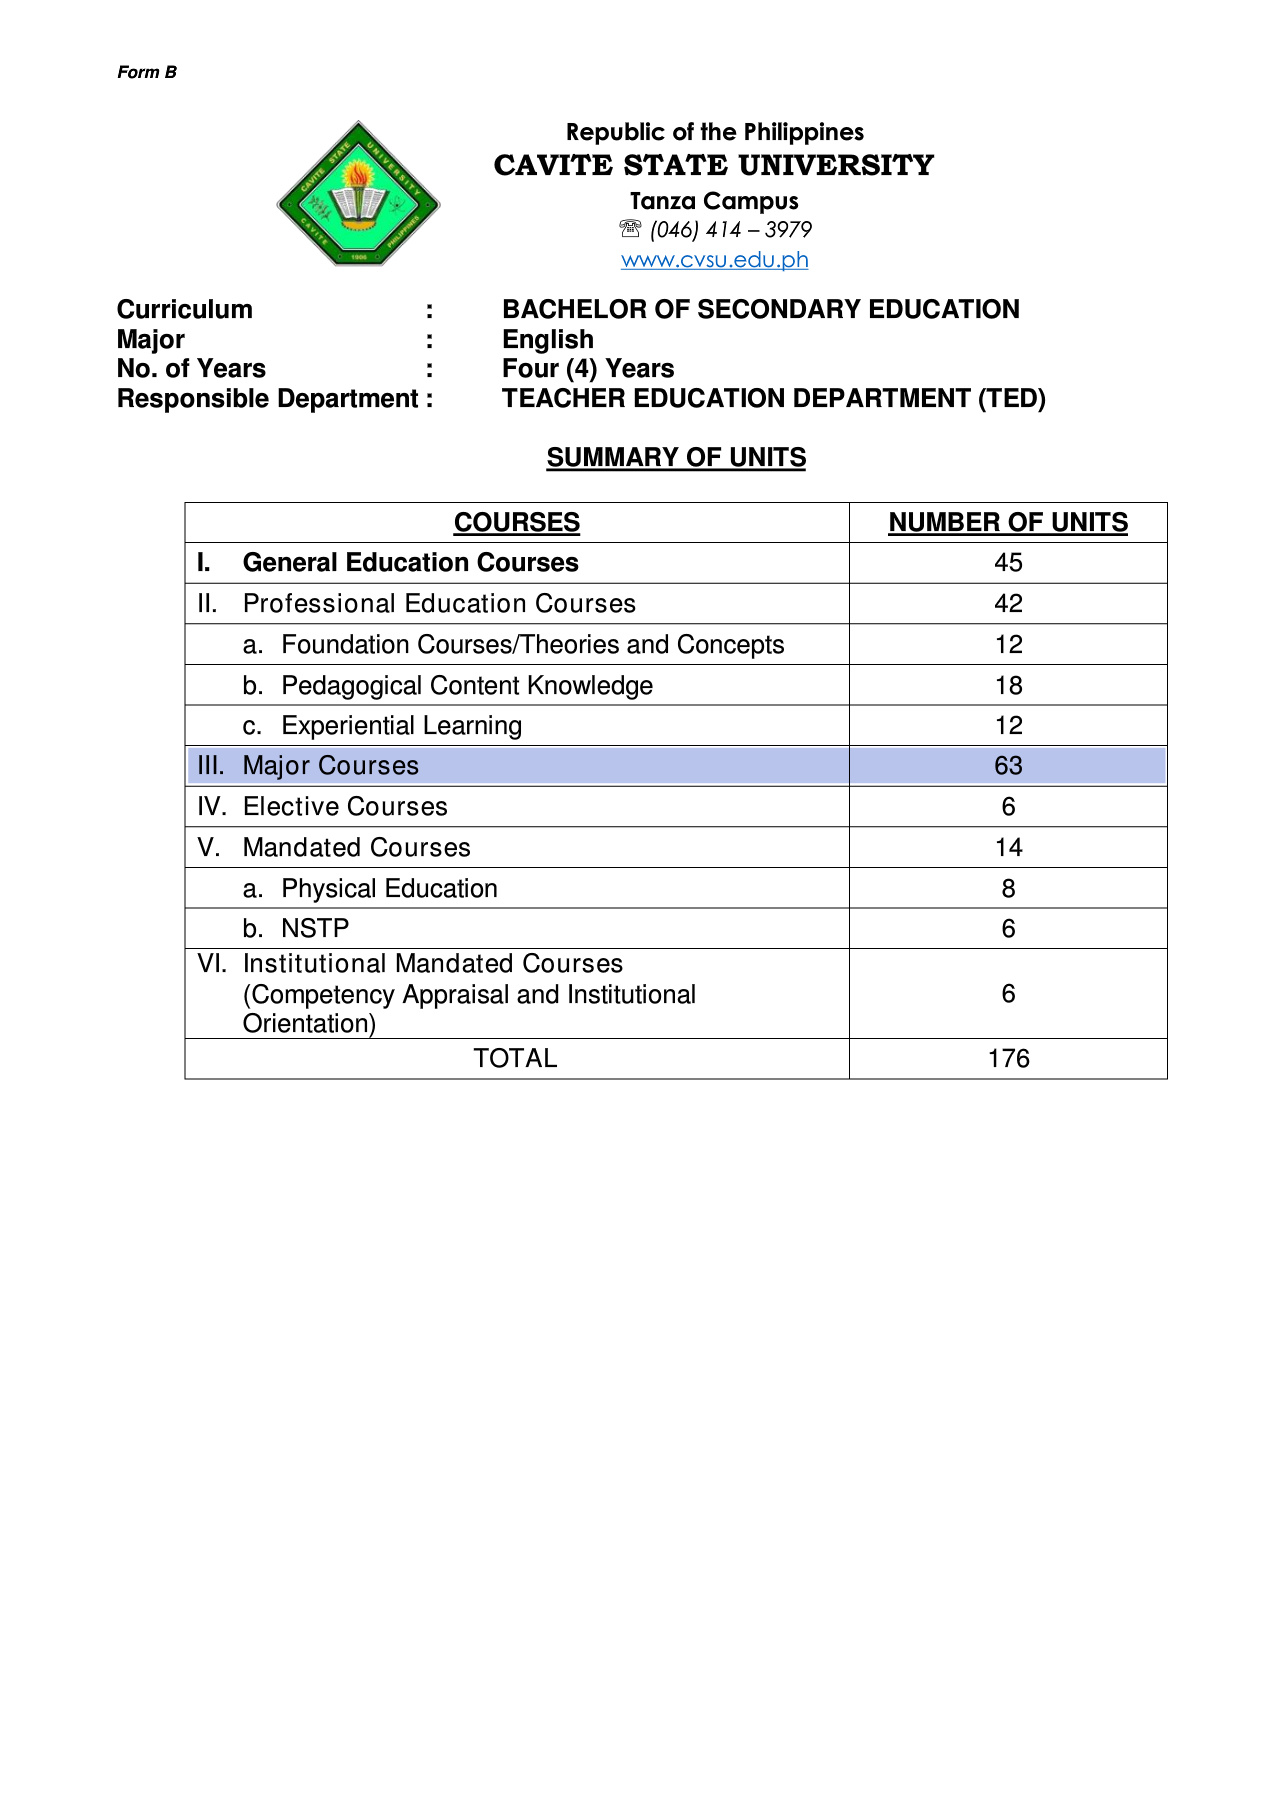 Form B
CAVITE STATE UNIVERSITY
CAVITE PHILIPPINES
1906
Republic of the Philippines
CAVITE STATE UNIVERSITY
Tanza Campus
☏ (046) 414 – 3979
www.cvsu.edu.ph
Curriculum : BACHELOR OF SECONDARY EDUCATION
Major : English
No. of Years : Four (4) Years
Responsible Department : TEACHER EDUCATION DEPARTMENT (TED)
SUMMARY OF UNITS
COURSES NUMBER OF UNITS
I. General Education Courses 45
II. Professional Education Courses 42
a. Foundation Courses/Theories and Concepts 12
b. Pedagogical Content Knowledge 18
c. Experiential Learning 12
III. Major Courses 63
IV. Elective Courses 6
V. Mandated Courses 14
a. Physical Education 8
b. NSTP 6
VI. Institutional Mandated Courses
(Competency Appraisal and Institutional 6
Orientation)
TOTAL 176